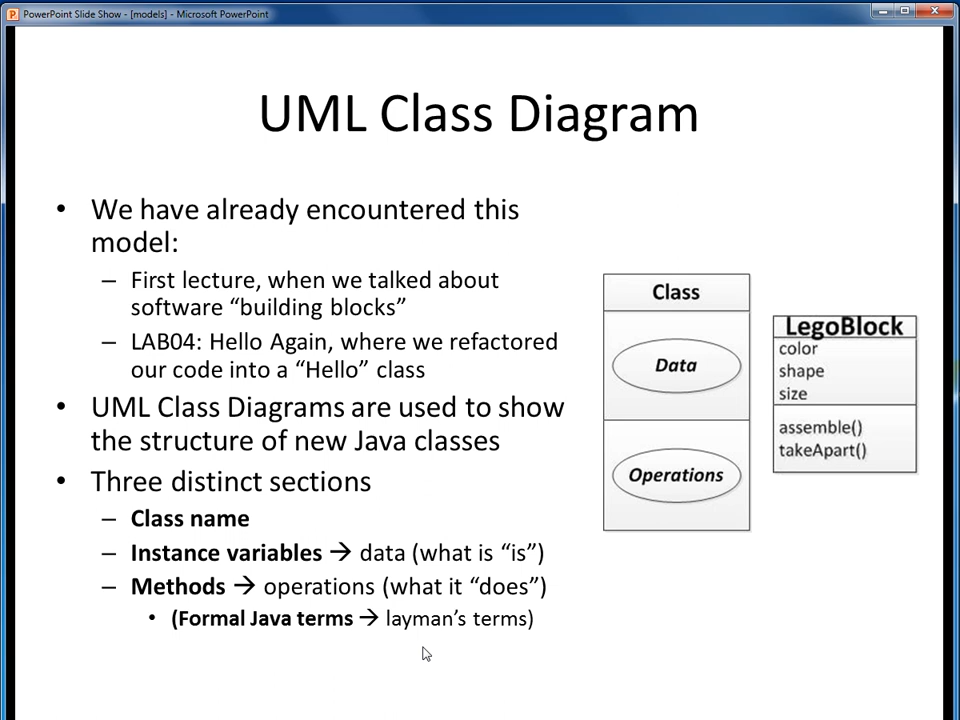 PowerPoint Slide Show - [models] - Microsoft PowerPoint
UML Class Diagram
• We have already encountered this
model:
– First lecture, when we talked about
software “building blocks”
– LAB04: Hello Again, where we refactored
our code into a “Hello” class
• UML Class Diagrams are used to show
the structure of new Java classes
• Three distinct sections
– Class name
– Instance variables → data (what is “is”)
– Methods → operations (what it “does”)
• (Formal Java terms → layman’s terms)
Class
Data
Operations
LegoBlock
color
shape
size
assemble()
takeApart()